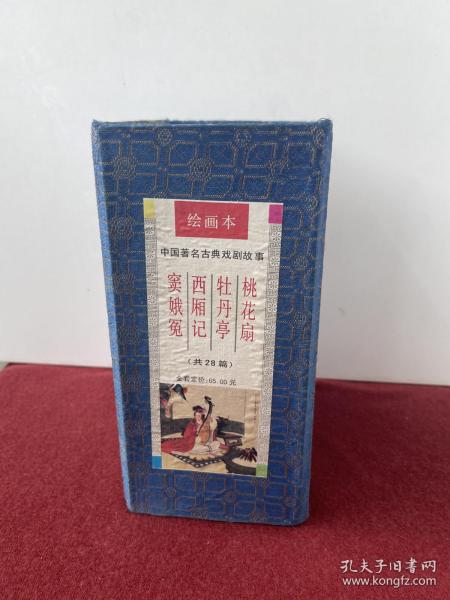 绘画本
中国著名古典戏剧故事
桃花扇
牡丹亭
西厢记
窦娥冤
（共28篇）
全套定价：65.00元
孔夫子旧书网
www.kongfz.com